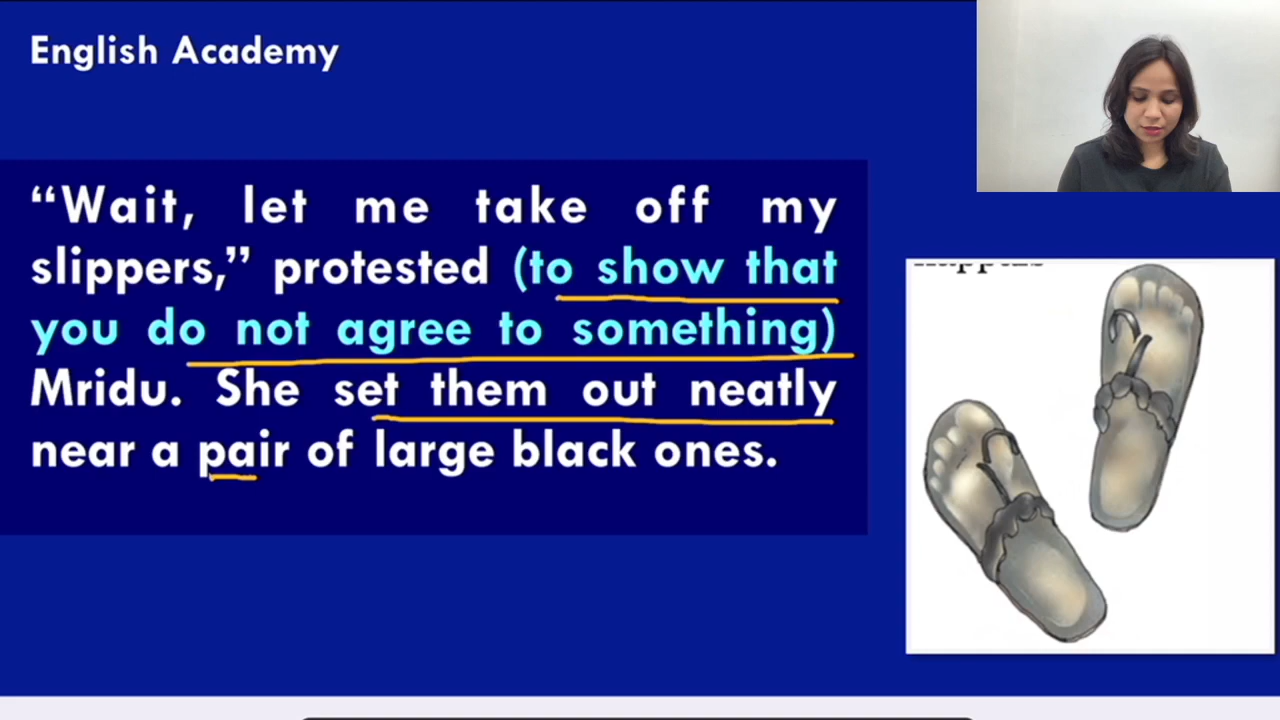 English Academy
“Wait, let me take off my
slippers,” protested (to show that
you do not agree to something)
Mridu. She set them out neatly
near a pair of large black ones.